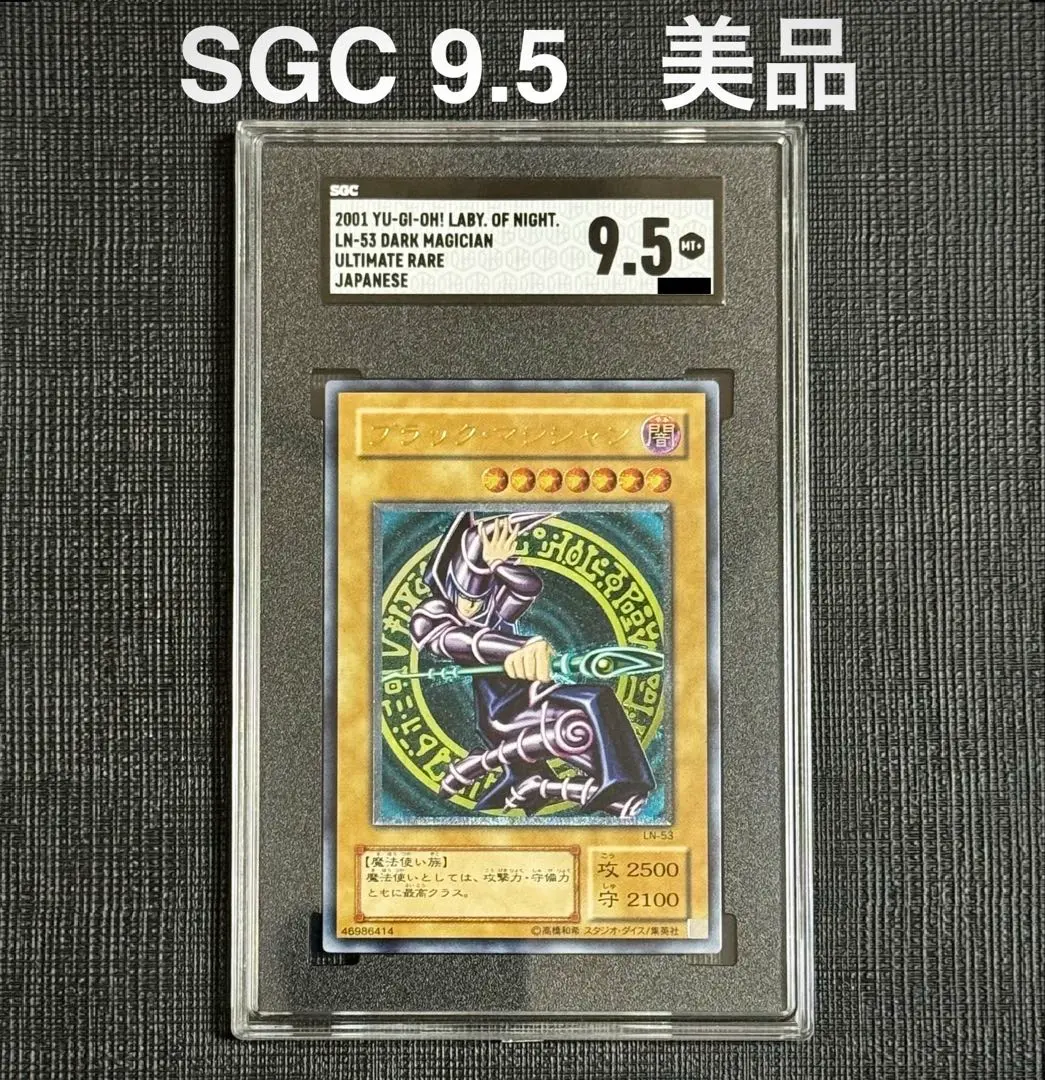 SGC 9.5 美品
SGC
2001 YU-GI-OH! LABY. OF NIGHT.
LN-53 DARK MAGICIAN
ULTIMATE RARE
JAPANESE
9.5
MT+
ブラック・マジシャン
闇
LN-53
【魔法使い族】
魔法使いとしては、攻撃力・守備力
ともに最高クラス。
攻 2500
守 2100
46986414
©高橋和希 スタジオ・ダイス/集英社